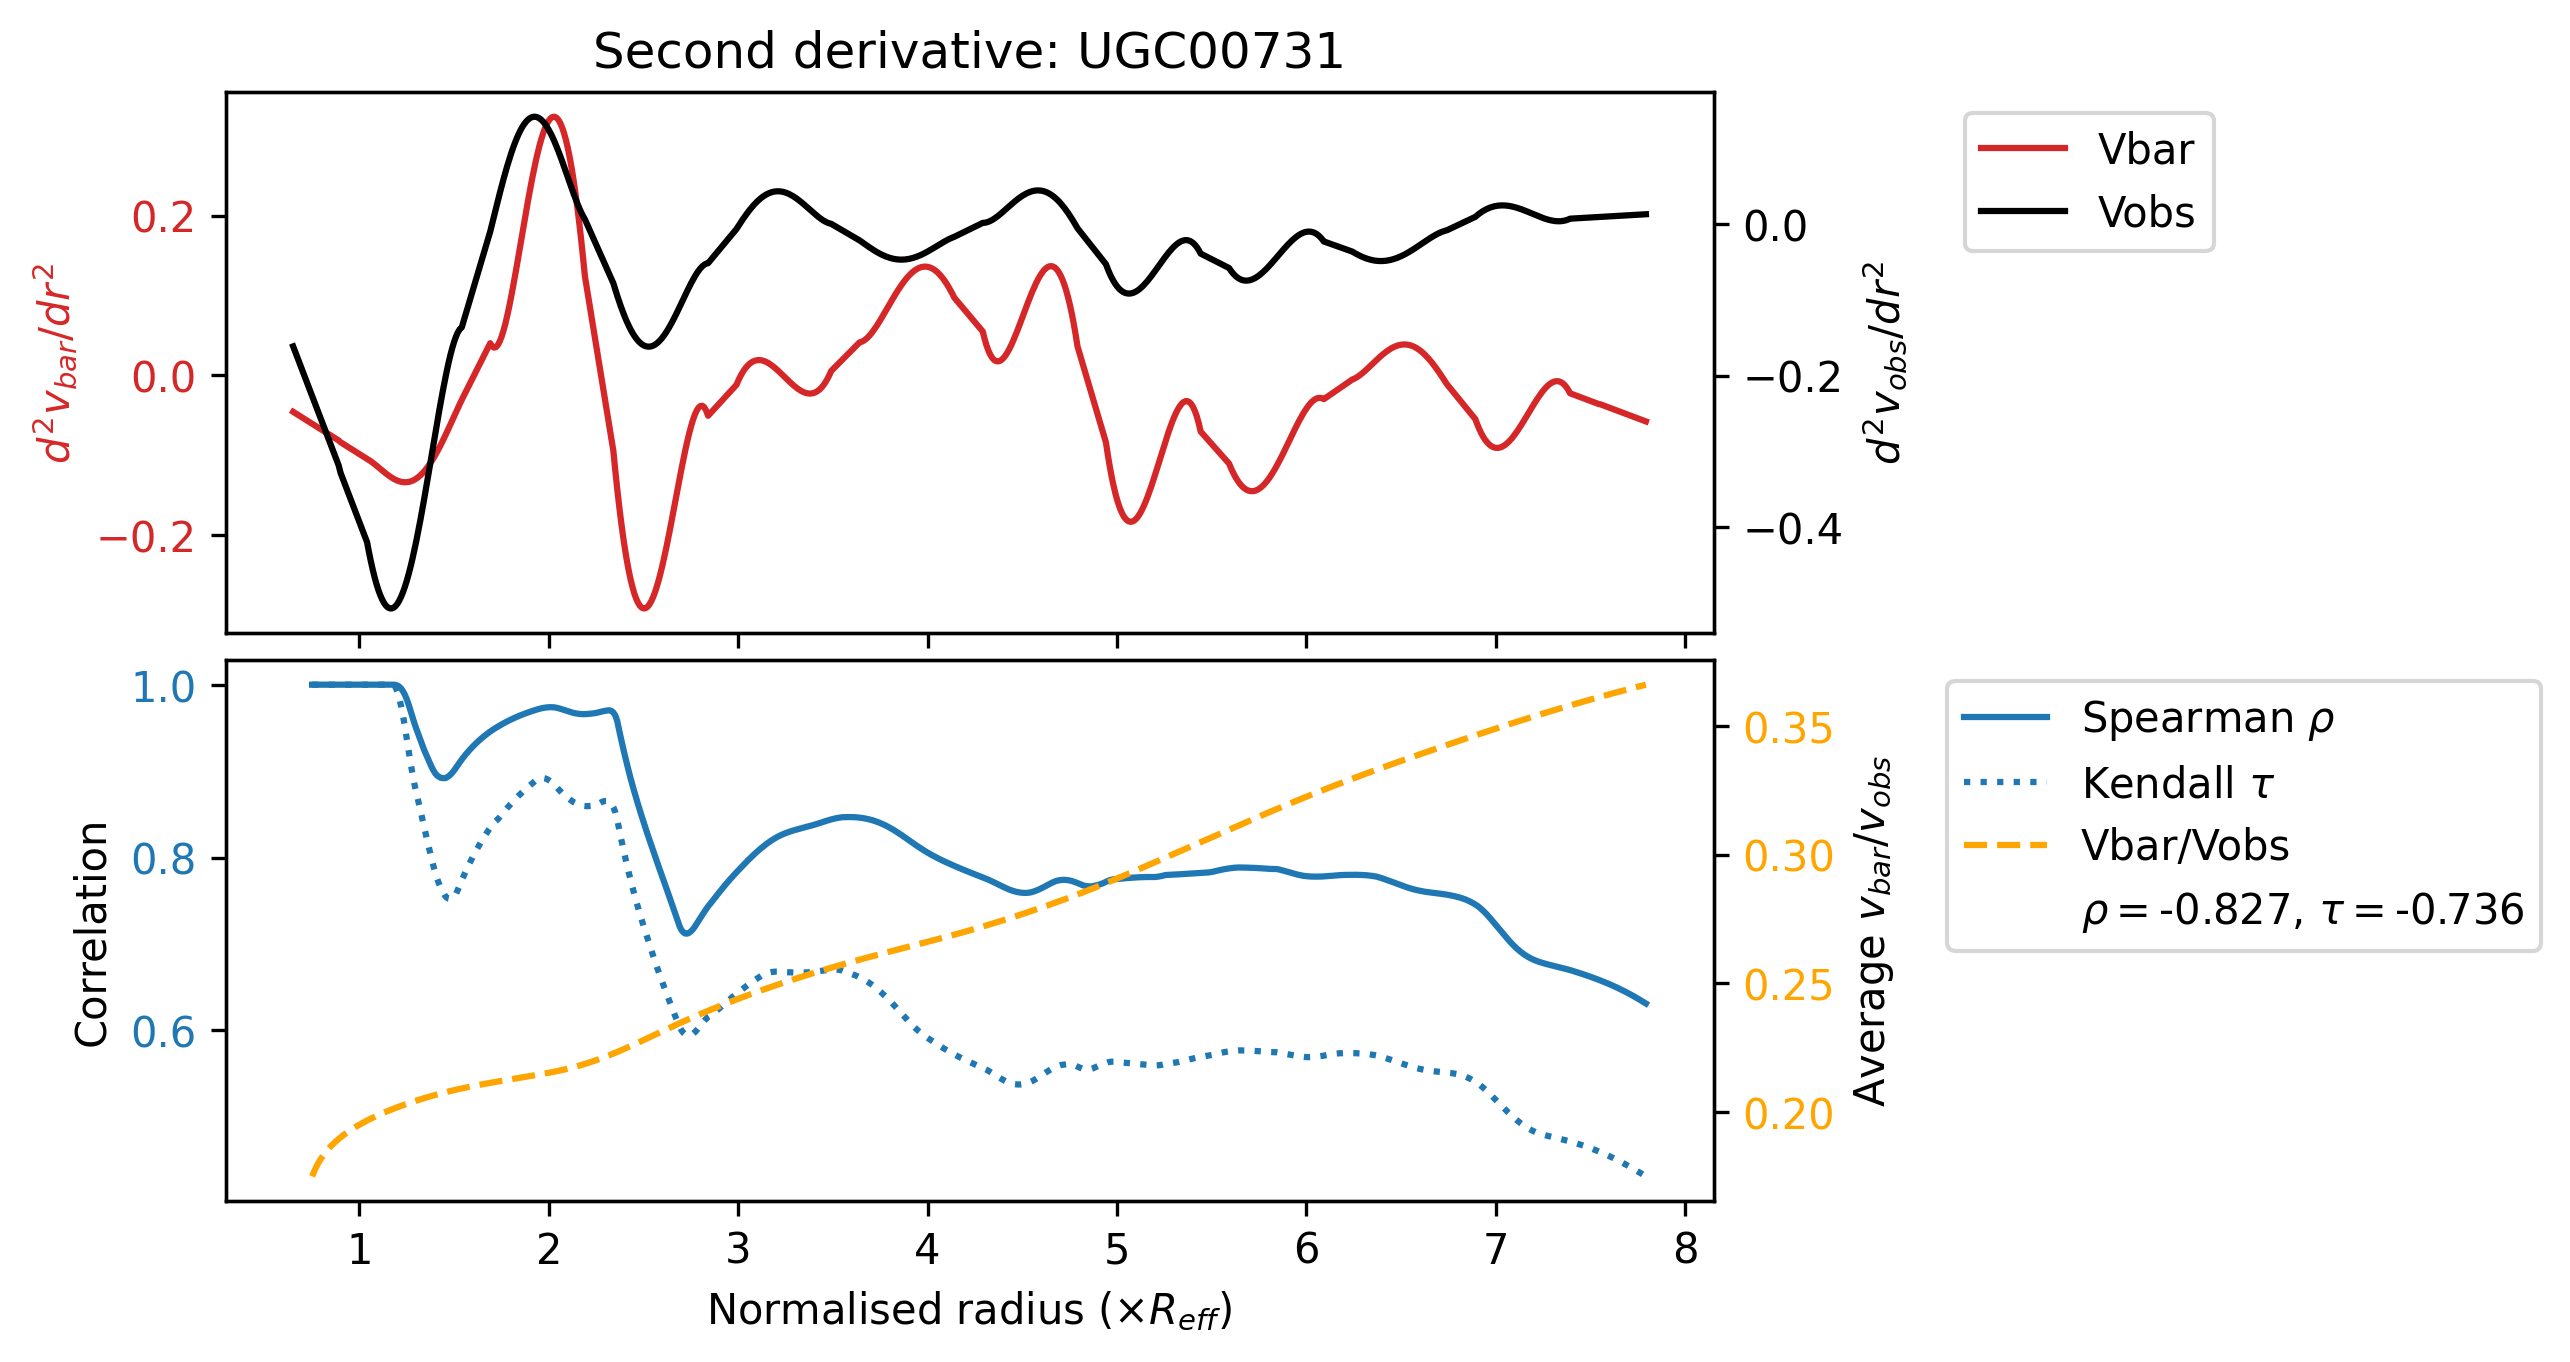 Second derivative: UGC00731
0.2
0.0
−0.2
d²v_bar/dr²
0.0
−0.2
−0.4
d²v_obs/dr²
Vbar
Vobs
1.0
0.8
0.6
Correlation
0.35
0.30
0.25
0.20
Average v_bar/v_obs
Spearman ρ
Kendall τ
Vbar/Vobs
ρ = -0.827, τ = -0.736
1 2 3 4 5 6 7 8
Normalised radius (×R_eff)